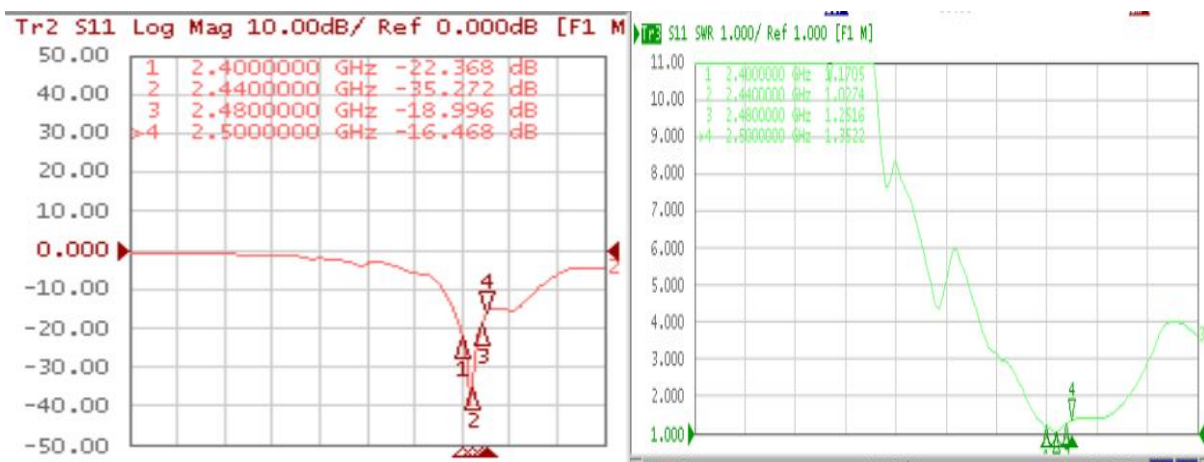 Tr2 S11 Log Mag 10.00dB/ Ref 0.000dB [F1 M
50.00
1 2.4000000 GHz -22.368 dB
40.00
2 2.4400000 GHz -35.272 dB
3 2.4800000 GHz -18.996 dB
30.00
>4 2.5000000 GHz -16.468 dB
20.00
10.00
0.000
-10.00
-20.00
-30.00
-40.00
-50.00
4
1
3
2
2
Tr3 S11 SWR 1.000/ Ref 1.000 [F1 M]
11.00
1 2.4000000 GHz 1.1705
10.00
2 2.4400000 GHz 1.0274
3 2.4800000 GHz 1.2516
9.000
>4 2.5000000 GHz 1.3522
8.000
7.000
6.000
5.000
4.000
3.000
2.000
1.000
4
3